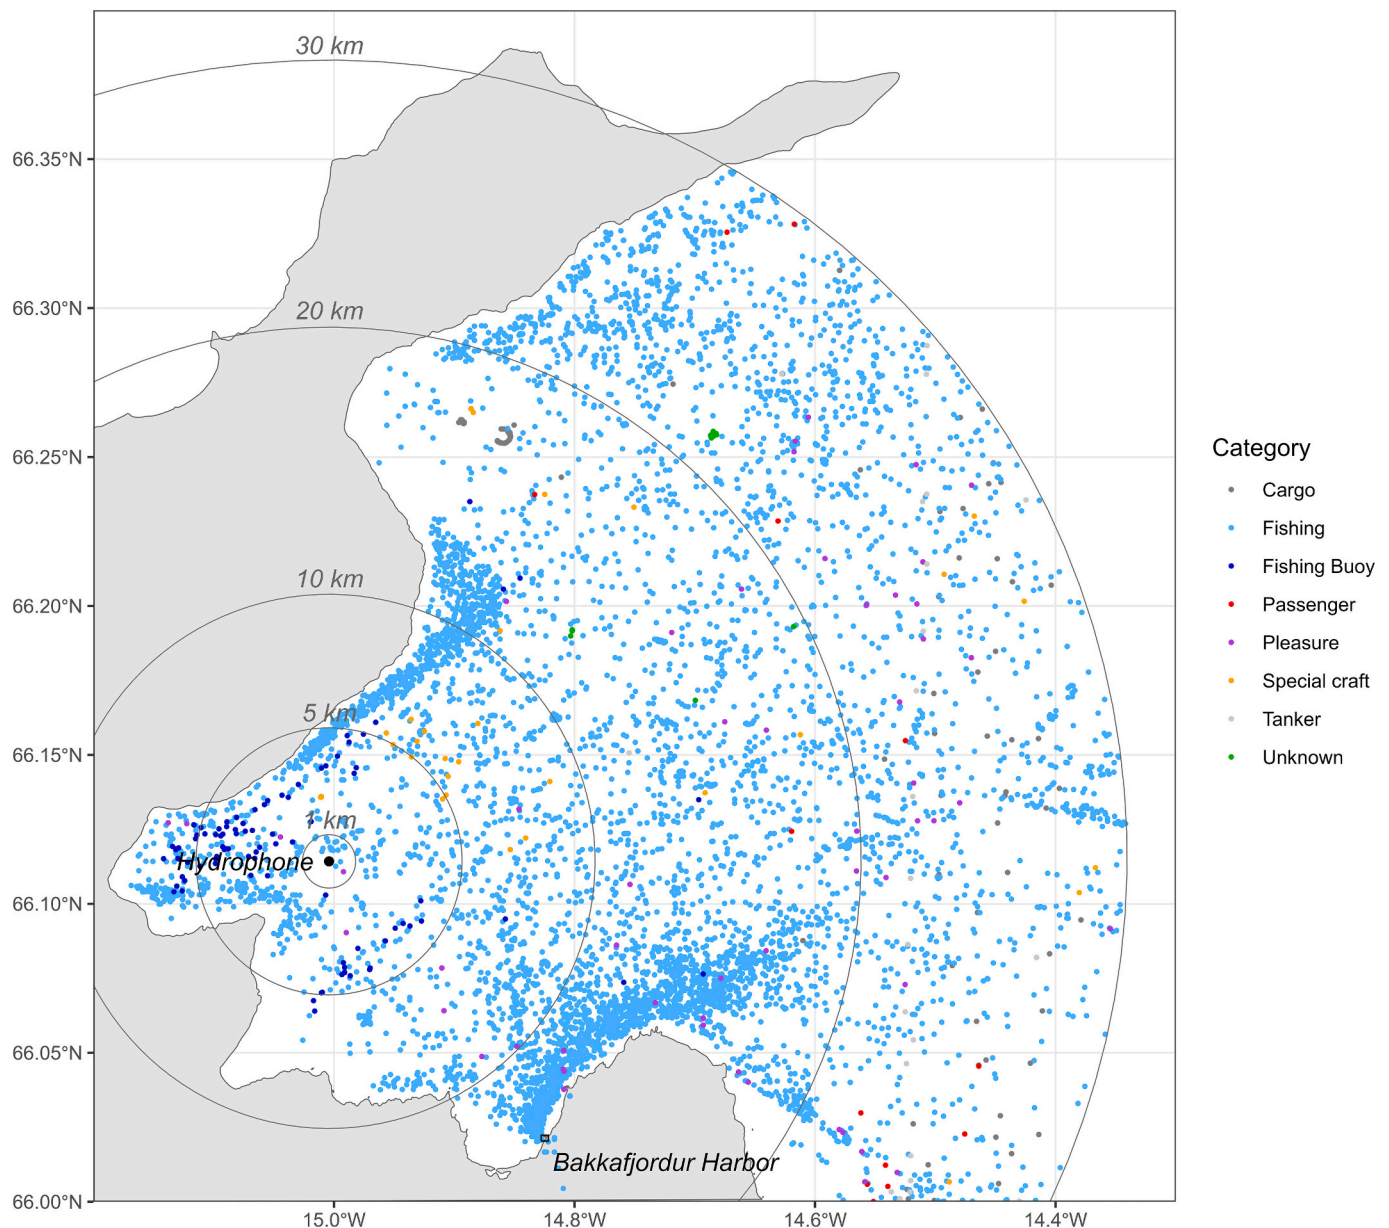 30 km
66.35°N
66.30°N
20 km
66.25°N
10 km
66.20°N
5 km
66.15°N
1 km
Hydrophone
66.10°N
66.05°N
Bakkafjordur Harbor
66.00°N
15.0°W
14.8°W
14.6°W
14.4°W
Category
Cargo
Fishing
Fishing Buoy
Passenger
Pleasure
Special craft
Tanker
Unknown